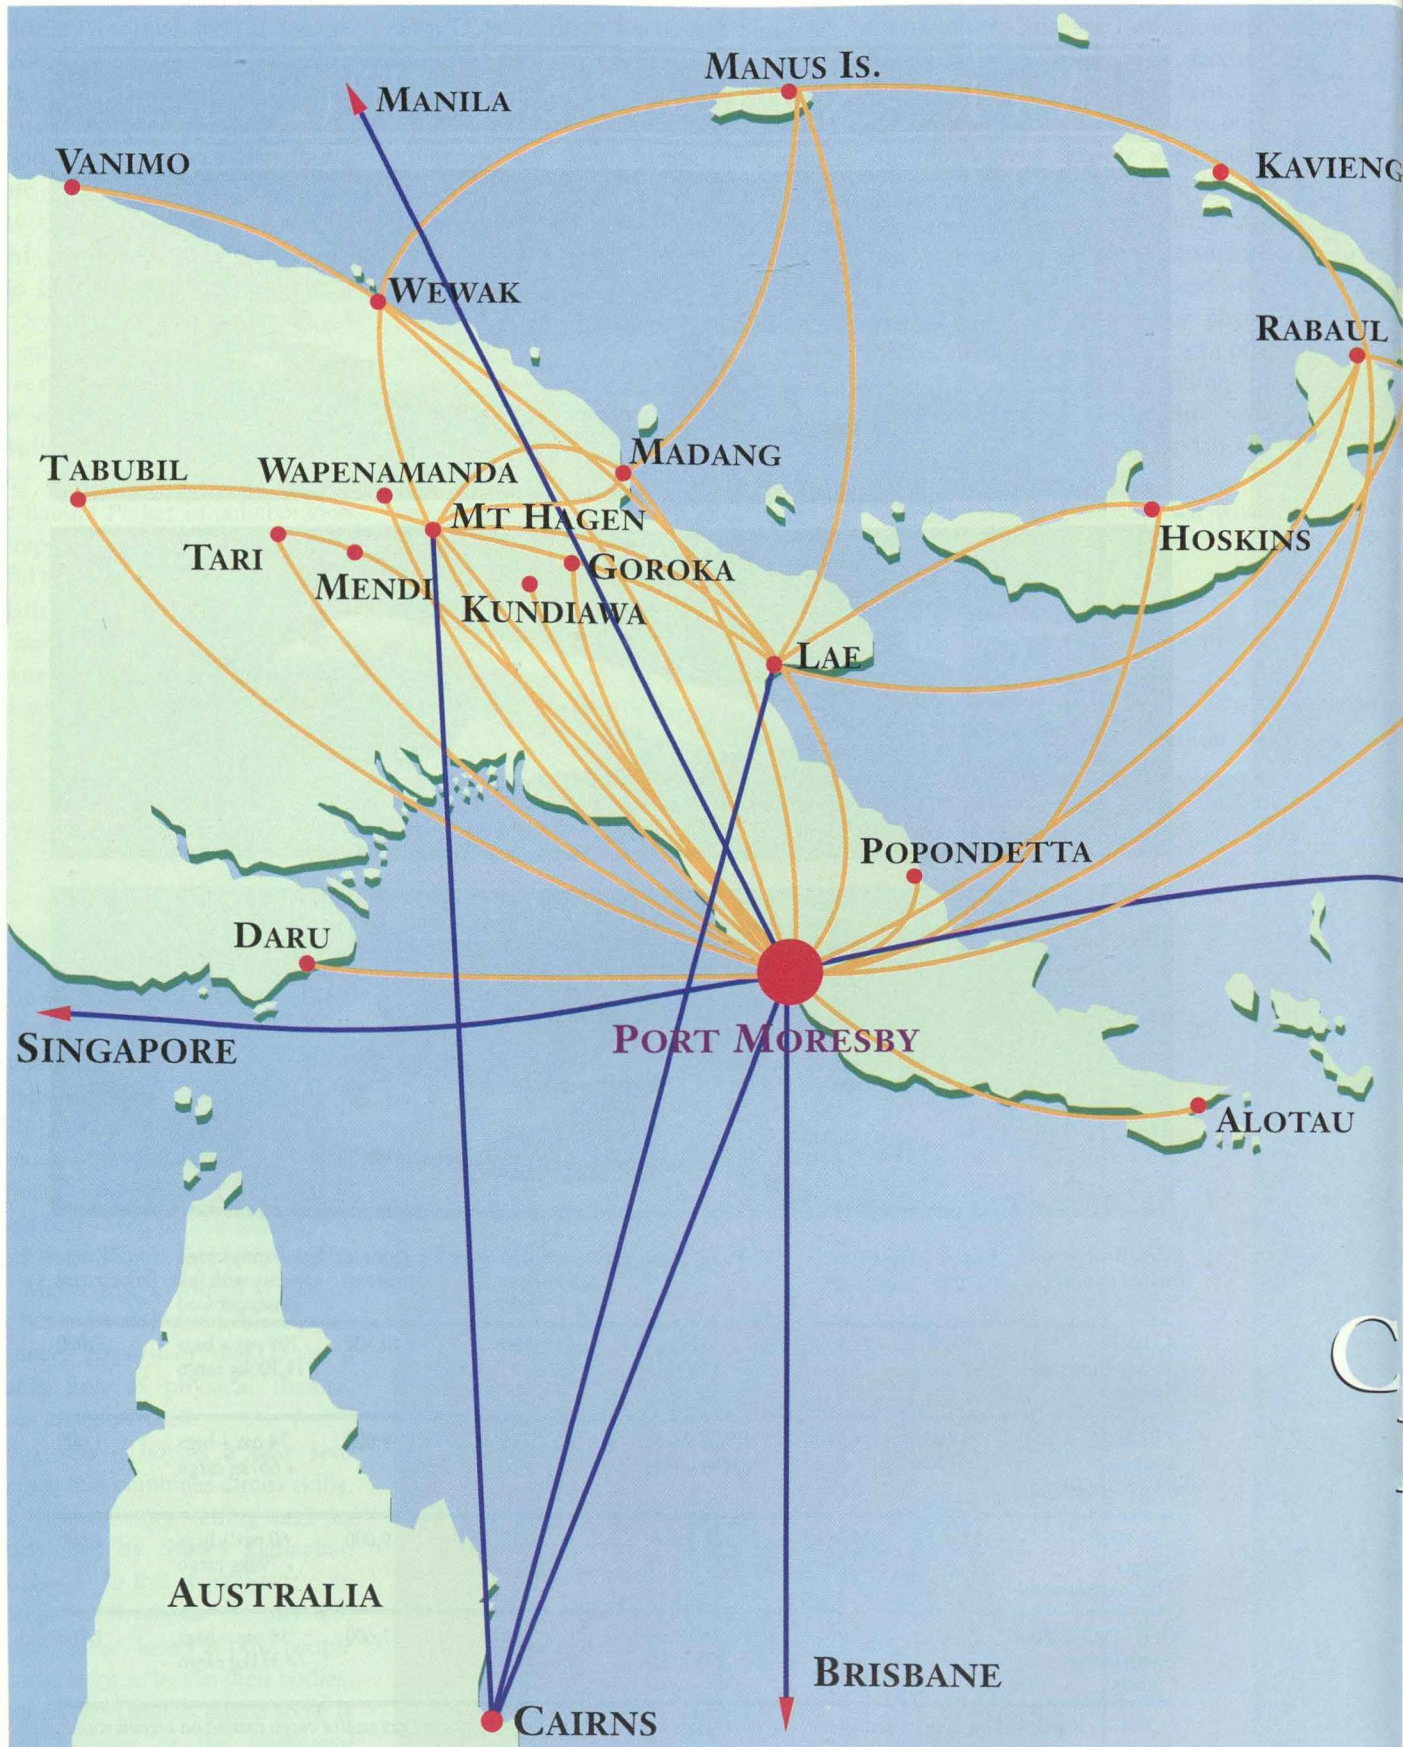 MANUS IS.
MANILA
VANIMO
KAVIENG
WEWAK
RABAUL
MADANG
TABUBIL
WAPENAMANDA
MT HAGEN
HOSKINS
TARI
MENDI
GOROKA
KUNDIAWA
LAE
POPONDETTA
DARU
SINGAPORE
PORT MORESBY
ALOTAU
C
AUSTRALIA
BRISBANE
CAIRNS